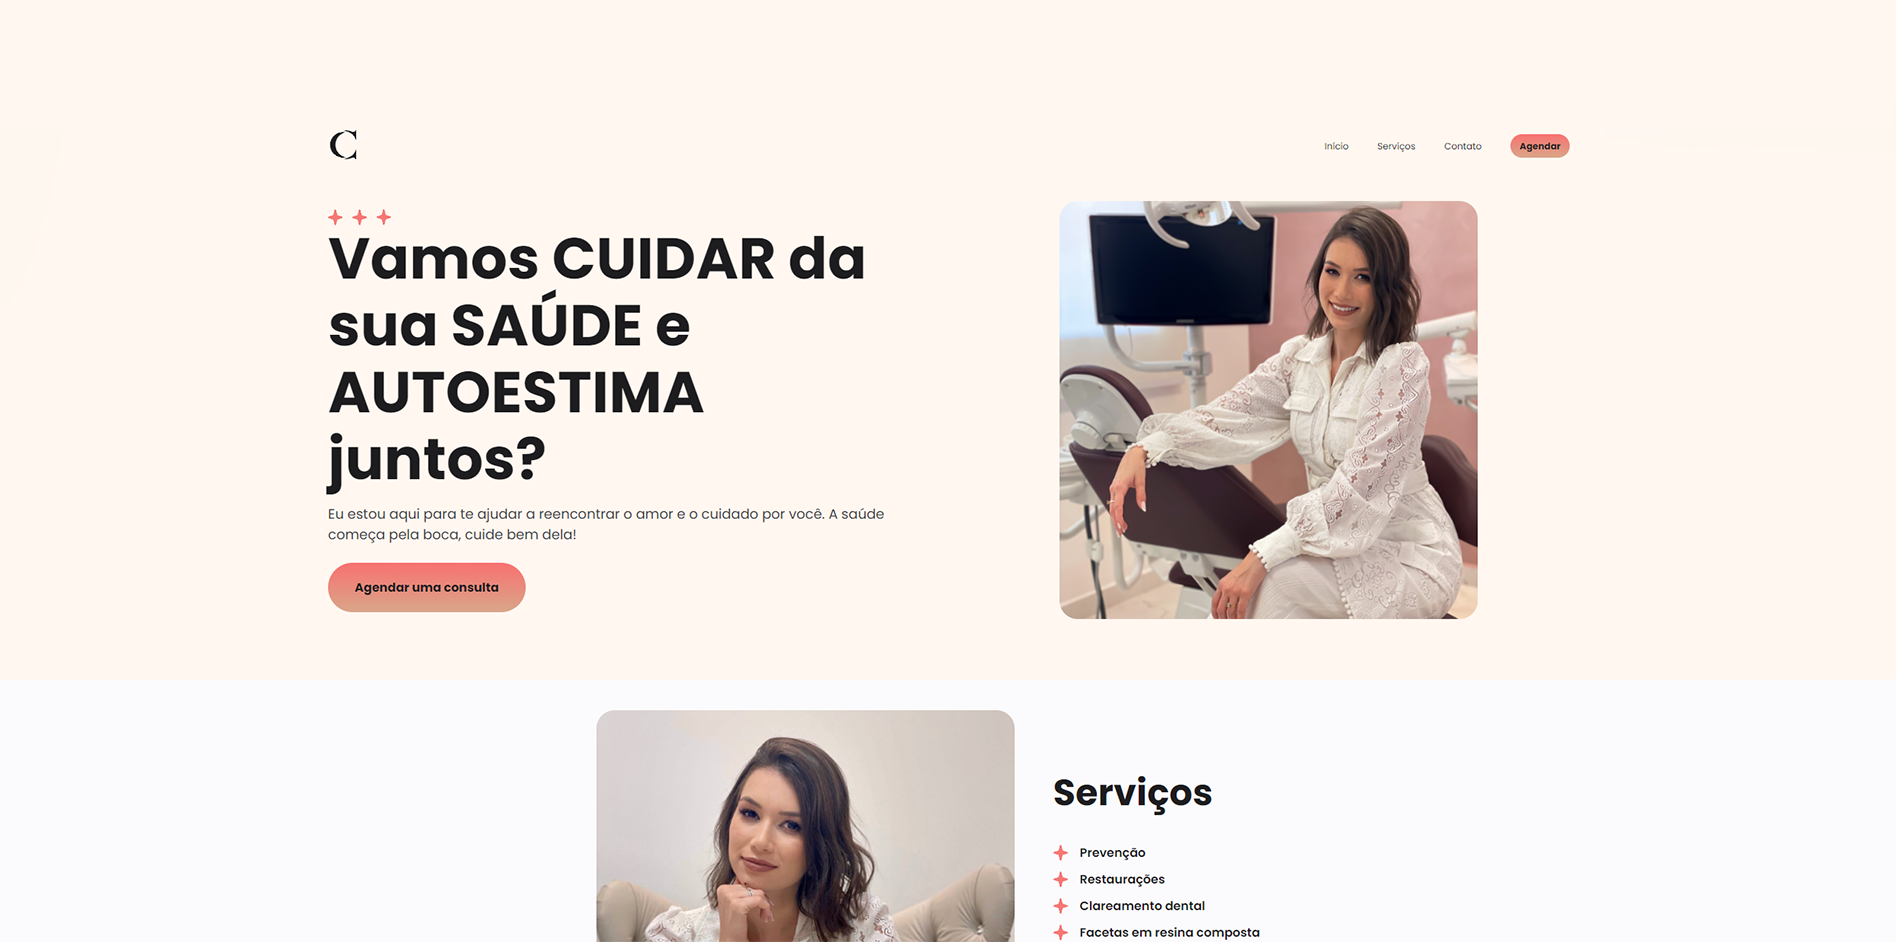 C
Início Serviços Contato Agendar
Vamos CUIDAR da
sua SAÚDE e
AUTOESTIMA
juntos?
Eu estou aqui para te ajudar a reencontrar o amor e o cuidado por você. A saúde
começa pela boca, cuide bem dela!
Agendar uma consulta
Serviços
Prevenção
Restaurações
Clareamento dental
Facetas em resina composta